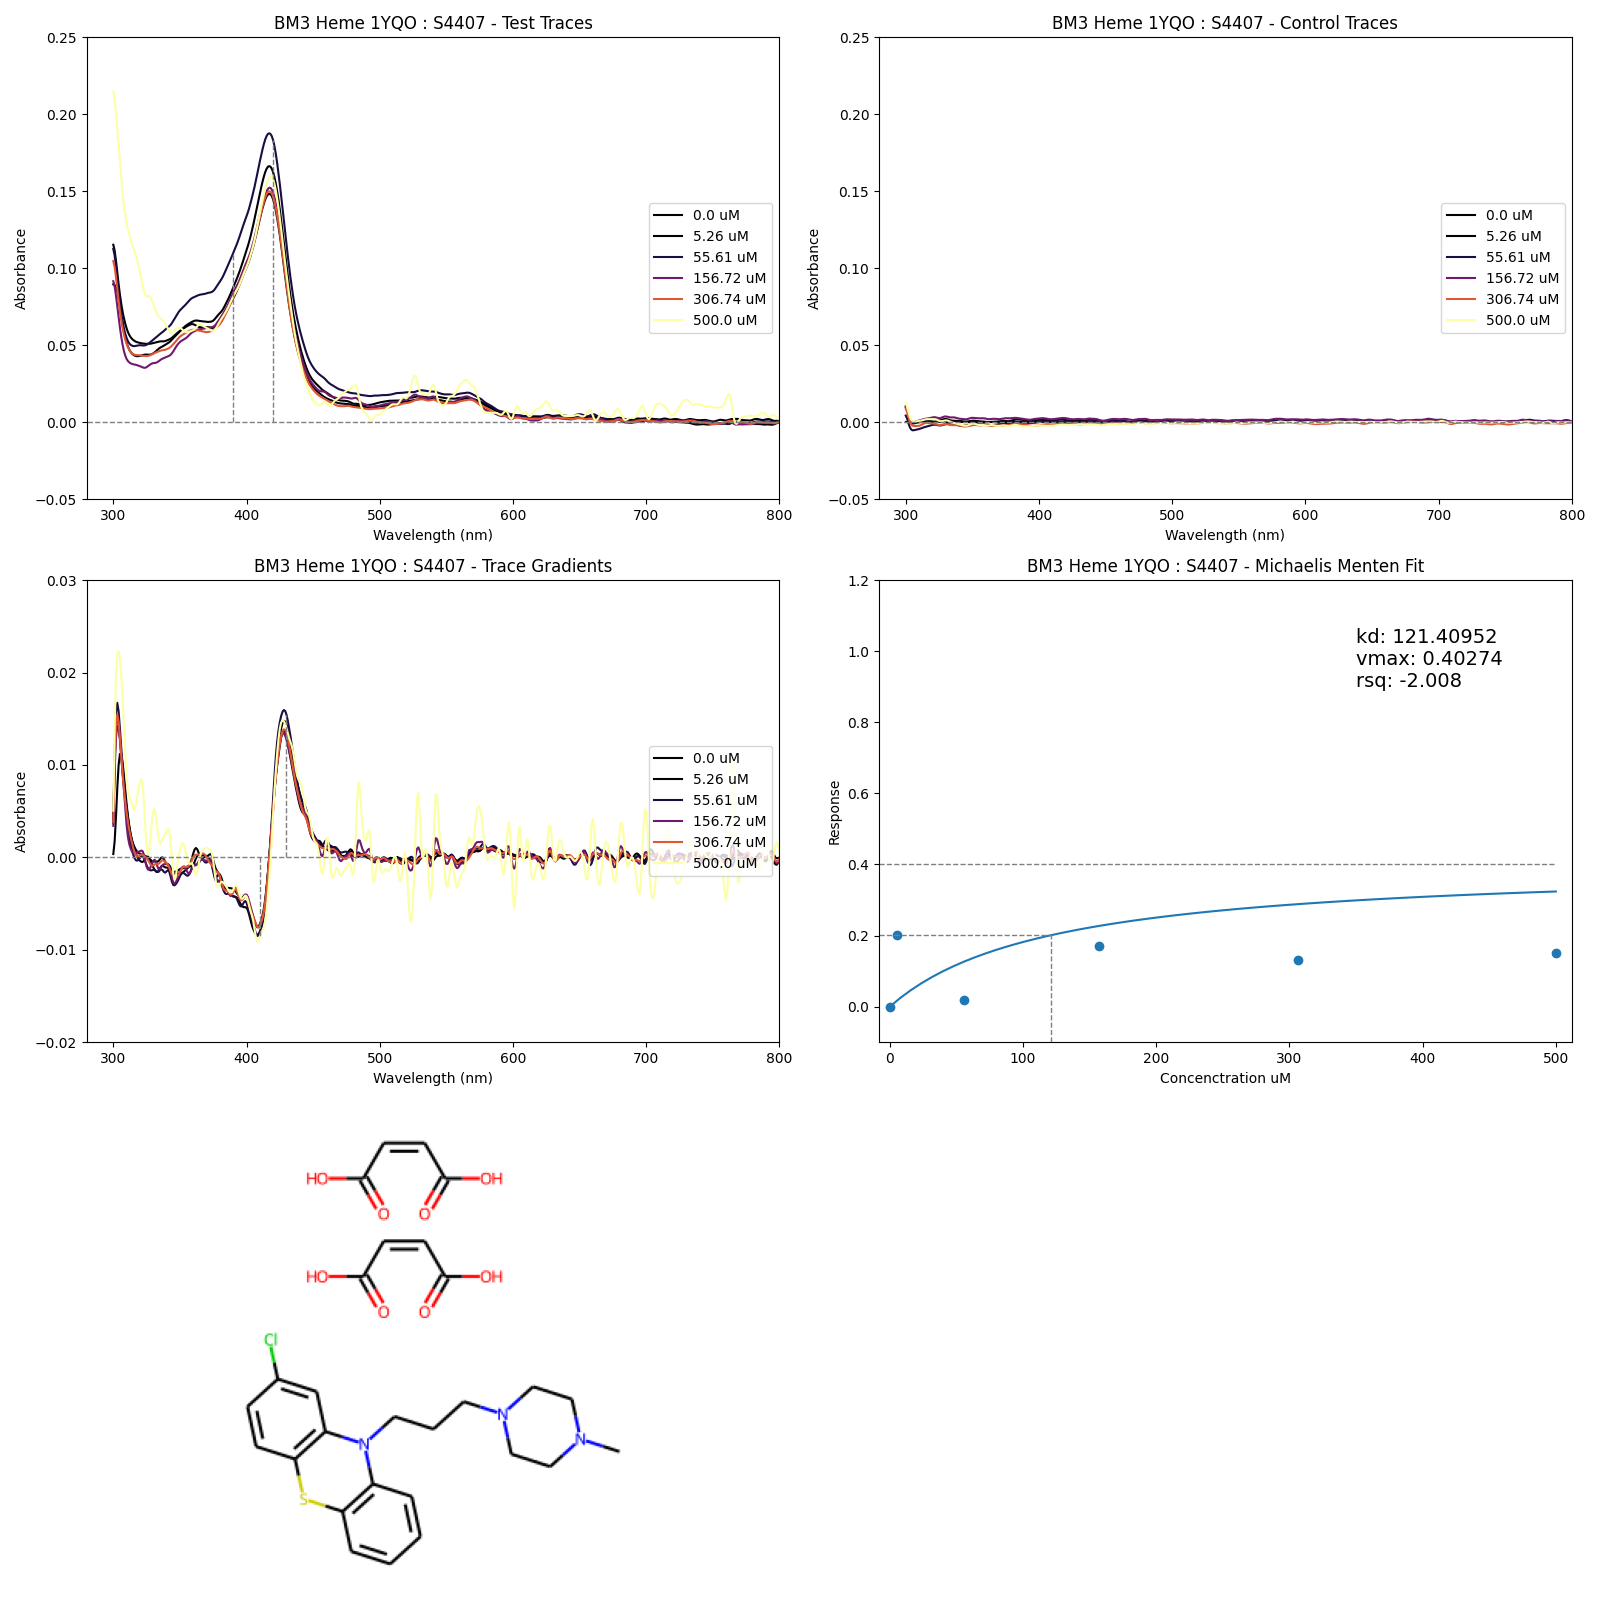 BM3 Heme 1YQO : S4407 - Test Traces
0.25
0.20
0.15
0.10
0.05
0.00
−0.05
Absorbance
300 400 500 600 700 800
Wavelength (nm)
0.0 uM
5.26 uM
55.61 uM
156.72 uM
306.74 uM
500.0 uM
BM3 Heme 1YQO : S4407 - Control Traces
0.25
0.20
0.15
0.10
0.05
0.00
−0.05
Absorbance
300 400 500 600 700 800
Wavelength (nm)
0.0 uM
5.26 uM
55.61 uM
156.72 uM
306.74 uM
500.0 uM
BM3 Heme 1YQO : S4407 - Trace Gradients
0.03
0.02
0.01
0.00
−0.01
−0.02
Absorbance
300 400 500 600 700 800
Wavelength (nm)
0.0 uM
5.26 uM
55.61 uM
156.72 uM
306.74 uM
500.0 uM
BM3 Heme 1YQO : S4407 - Michaelis Menten Fit
1.2
1.0
0.8
0.6
0.4
0.2
0.0
Response
kd: 121.40952
vmax: 0.40274
rsq: -2.008
0 100 200 300 400 500
Concenctration uM
HO OH
O O
HO OH
O O
Cl
N
N
N
S